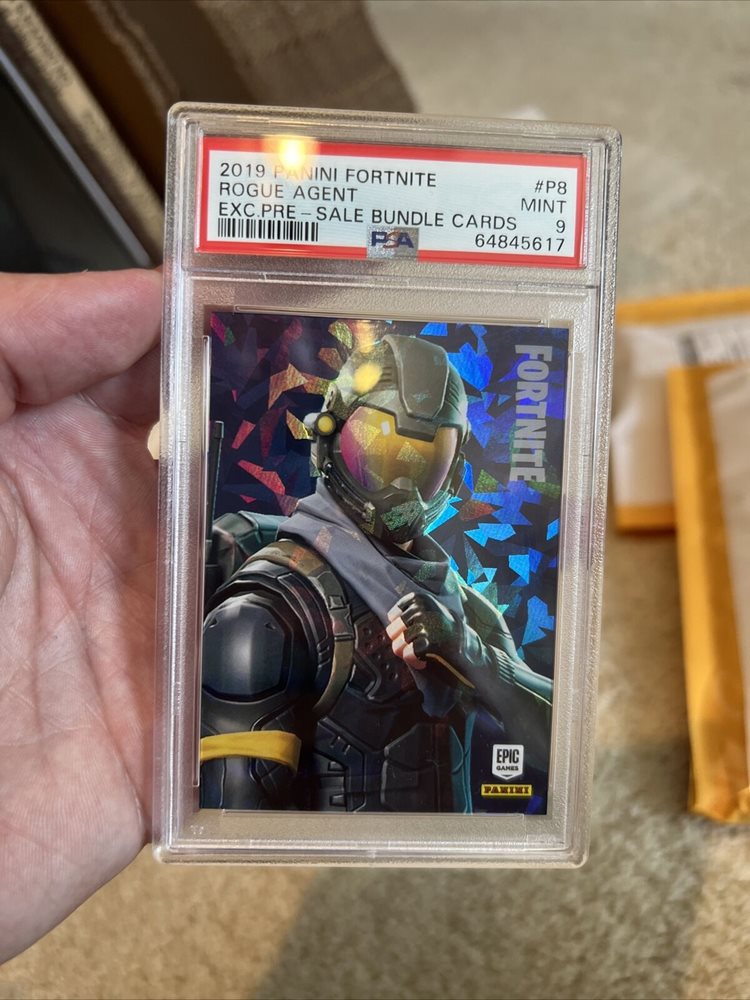 2019 PANINI FORTNITE #P8
ROGUE AGENT MINT
EXC.PRE-SALE BUNDLE CARDS 9
PSA 64845617
FORTNITE
EPIC
GAMES
PANINI